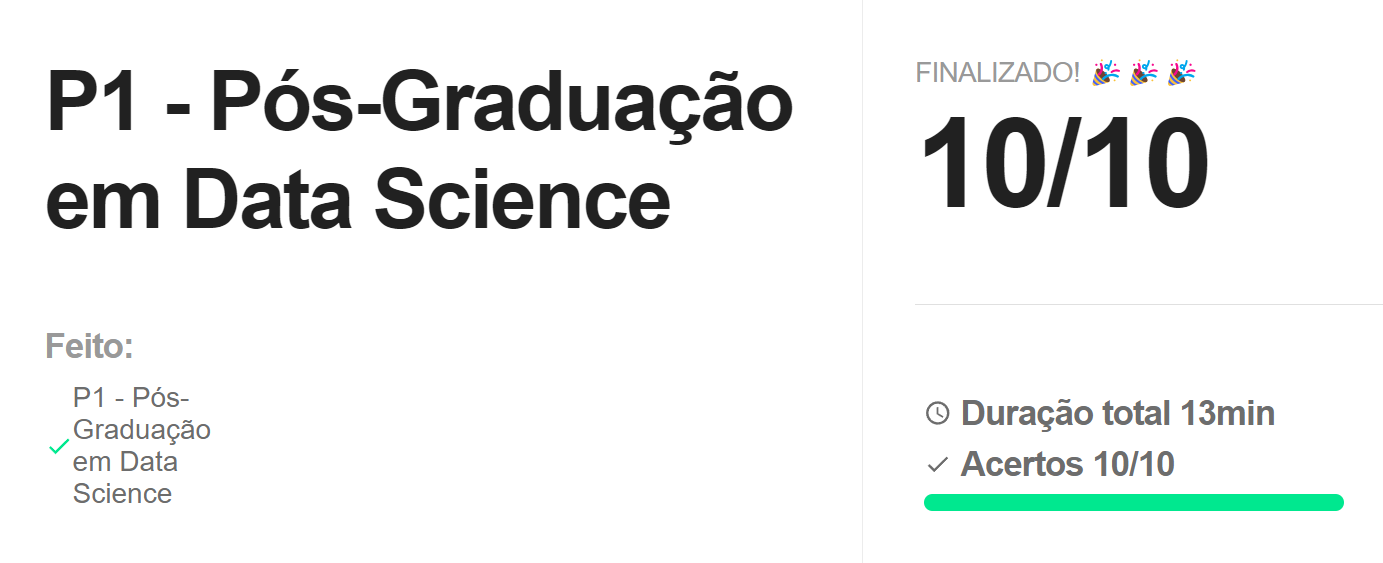 P1 - Pós-Graduação
em Data Science
Feito:
P1 - Pós-
Graduação
em Data
Science
FINALIZADO! 🎉 🎉 🎉
10/10
Duração total 13min
Acertos 10/10